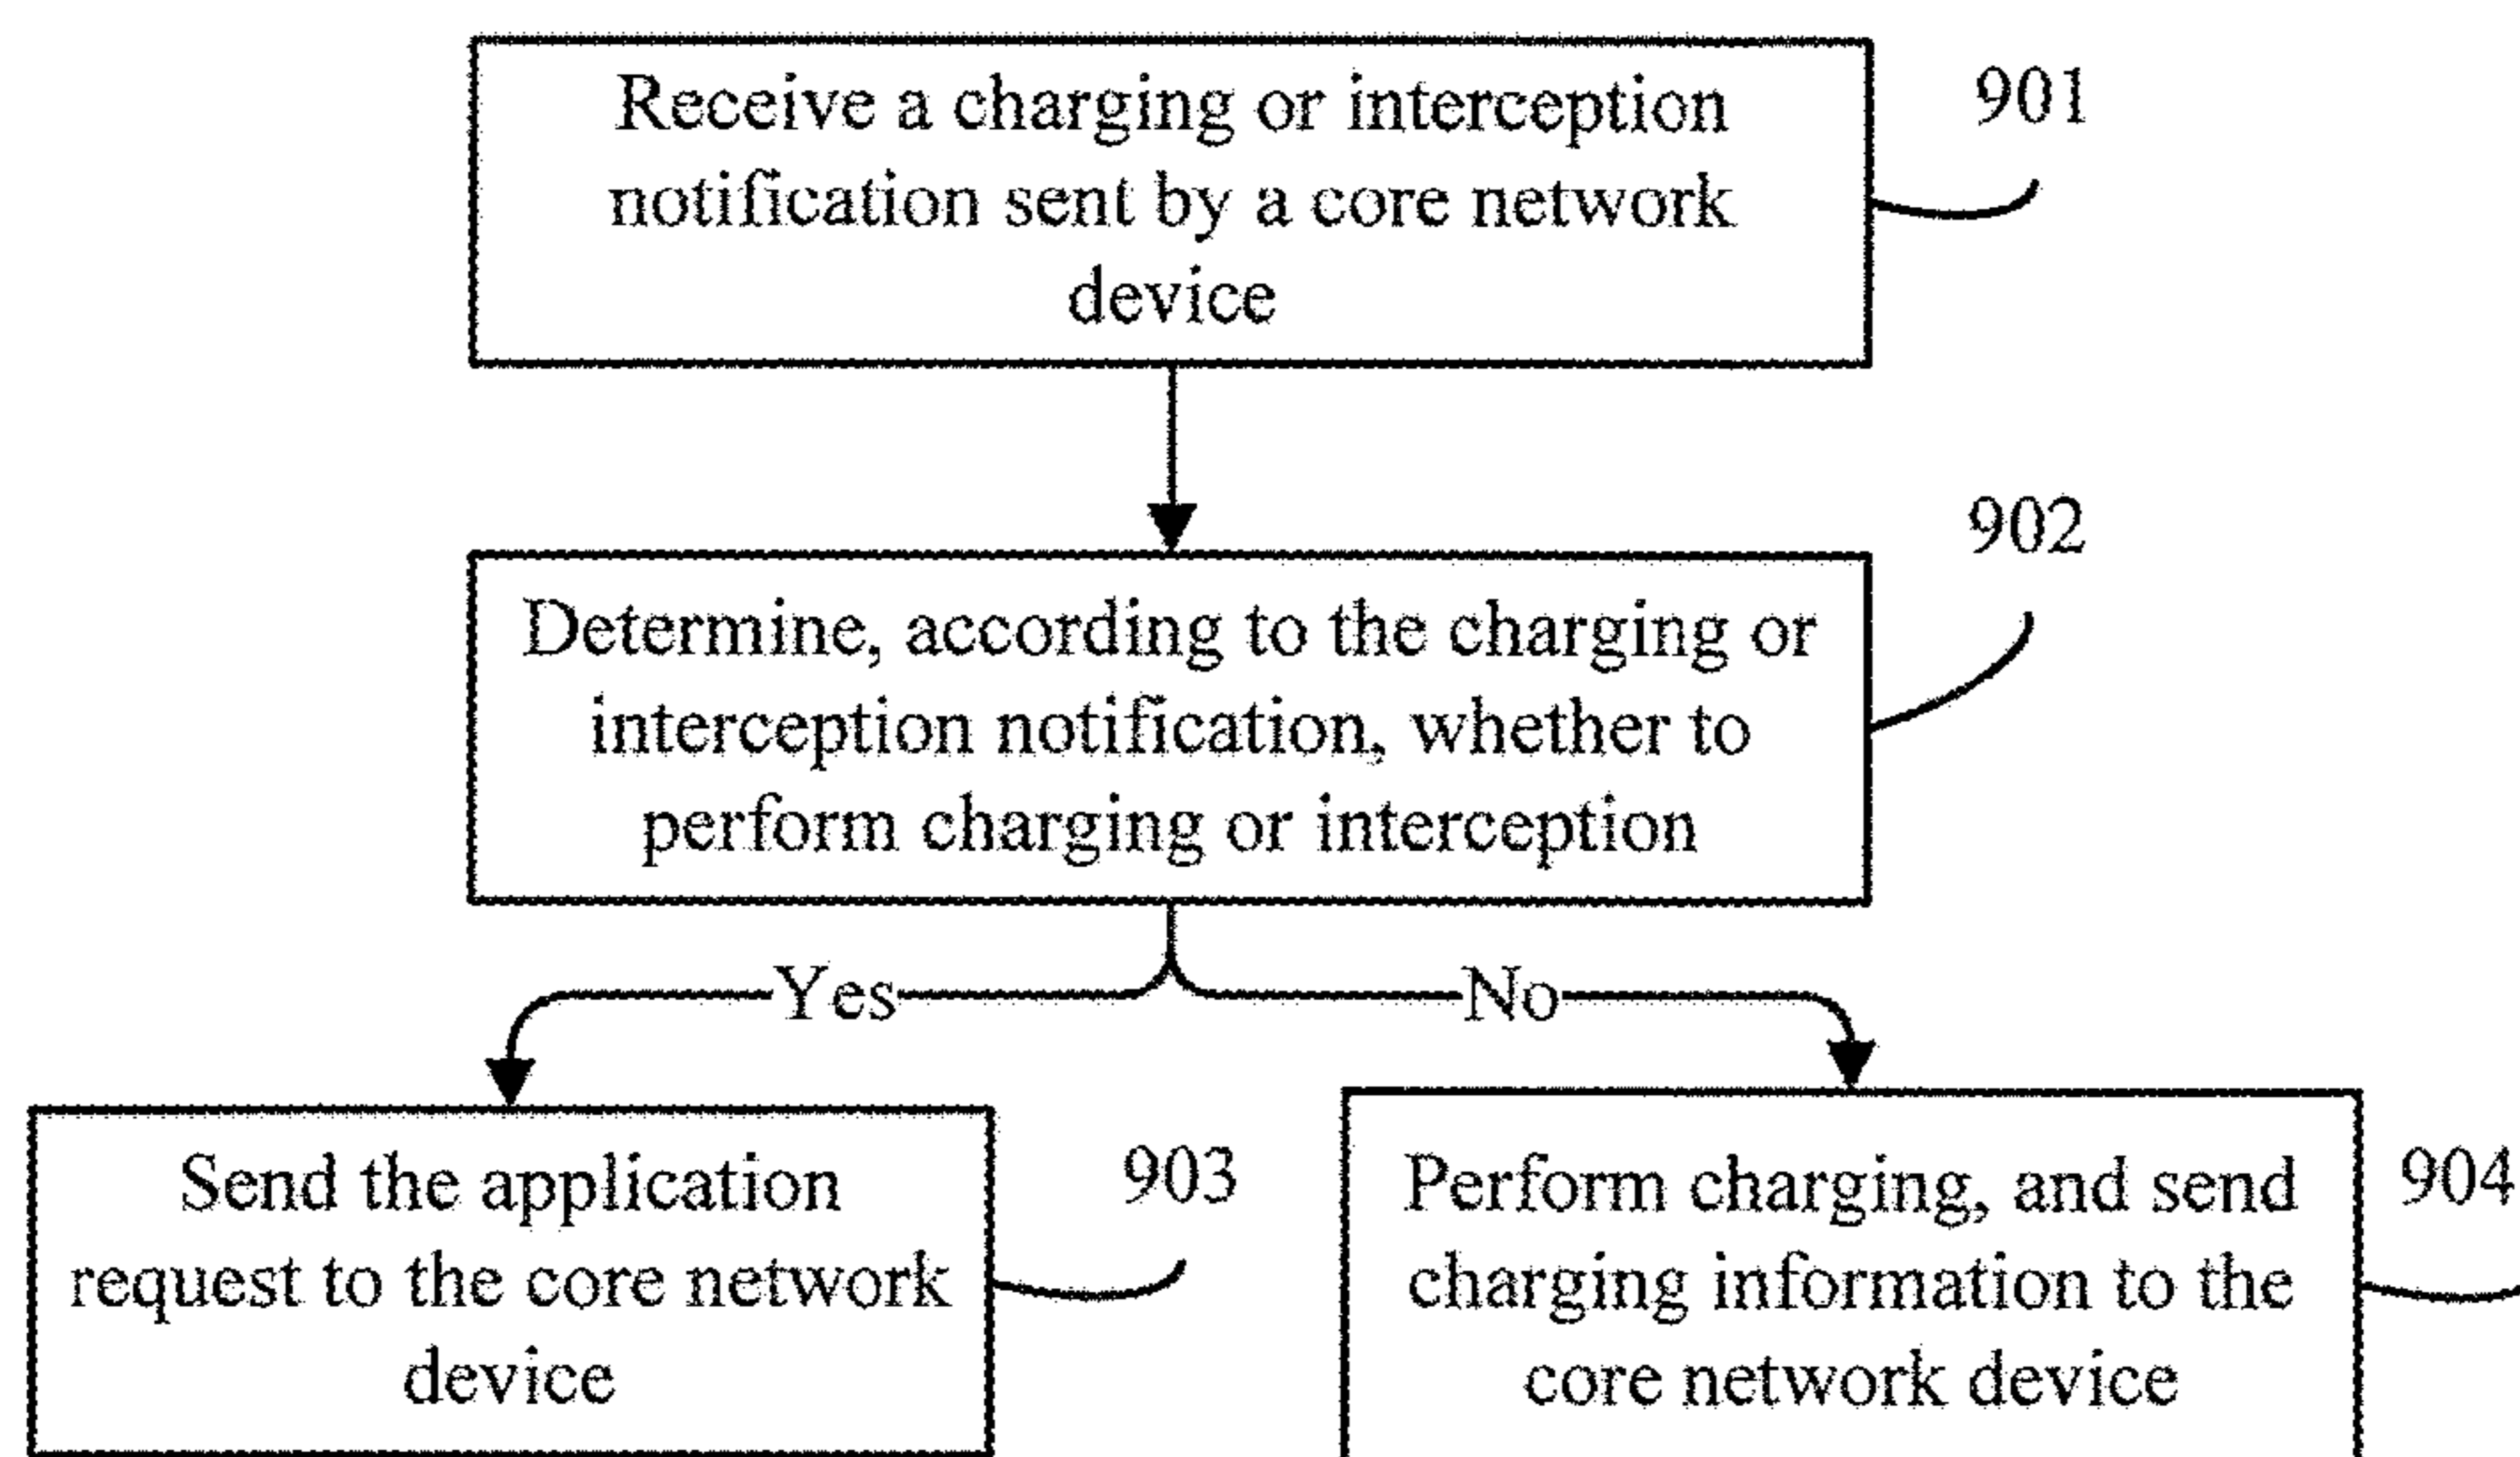 Receive a charging or interception
notification sent by a core network
device
901
Determine, according to the charging or
interception notification, whether to
perform charging or interception
902
Yes
No
Send the application
request to the core network
device
903
Perform charging, and send
charging information to the
core network device
904